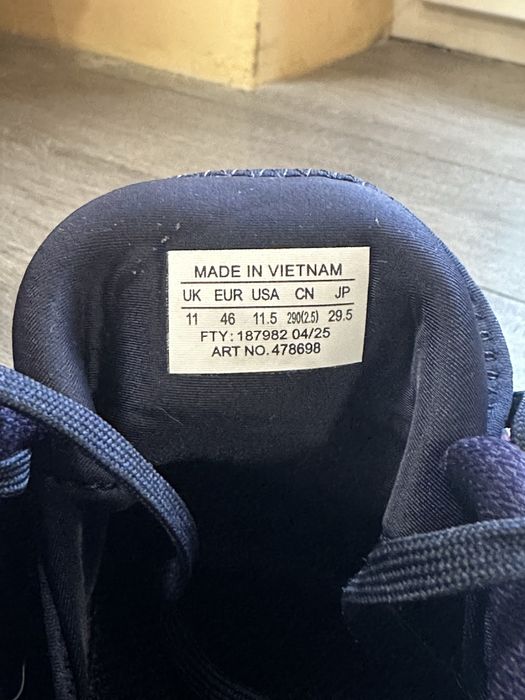 MADE IN VIETNAM
UK EUR USA CN JP
11 46 11.5 290(2.5) 29.5
FTY: 187982 04/25
ART NO. 478698